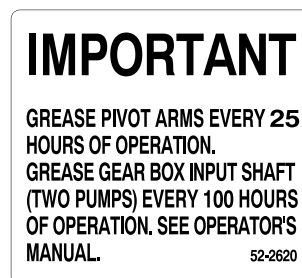 IMPORTANT
GREASE PIVOT ARMS EVERY 25
HOURS OF OPERATION.
GREASE GEAR BOX INPUT SHAFT
(TWO PUMPS) EVERY 100 HOURS
OF OPERATION. SEE OPERATOR'S
MANUAL. 52-2620